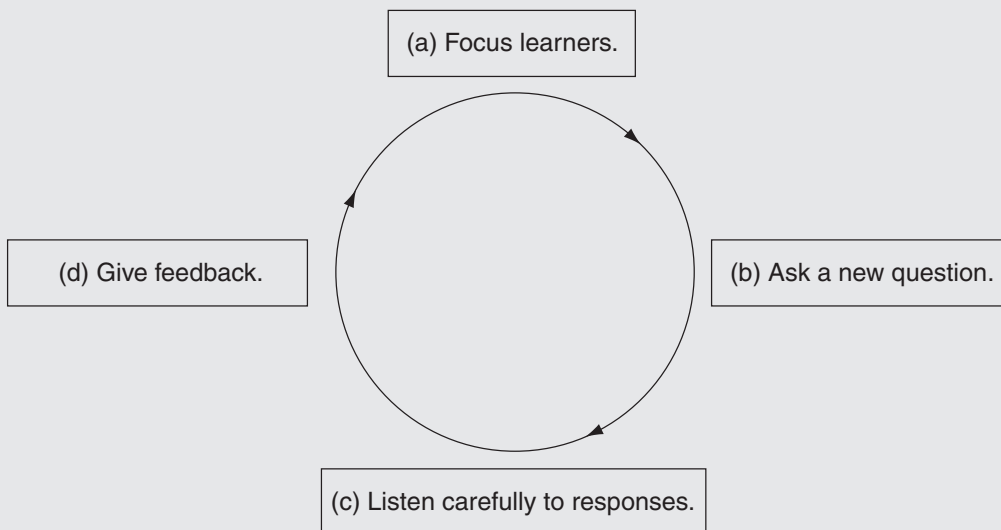 (a) Focus learners.
(d) Give feedback.
(b) Ask a new question.
(c) Listen carefully to responses.